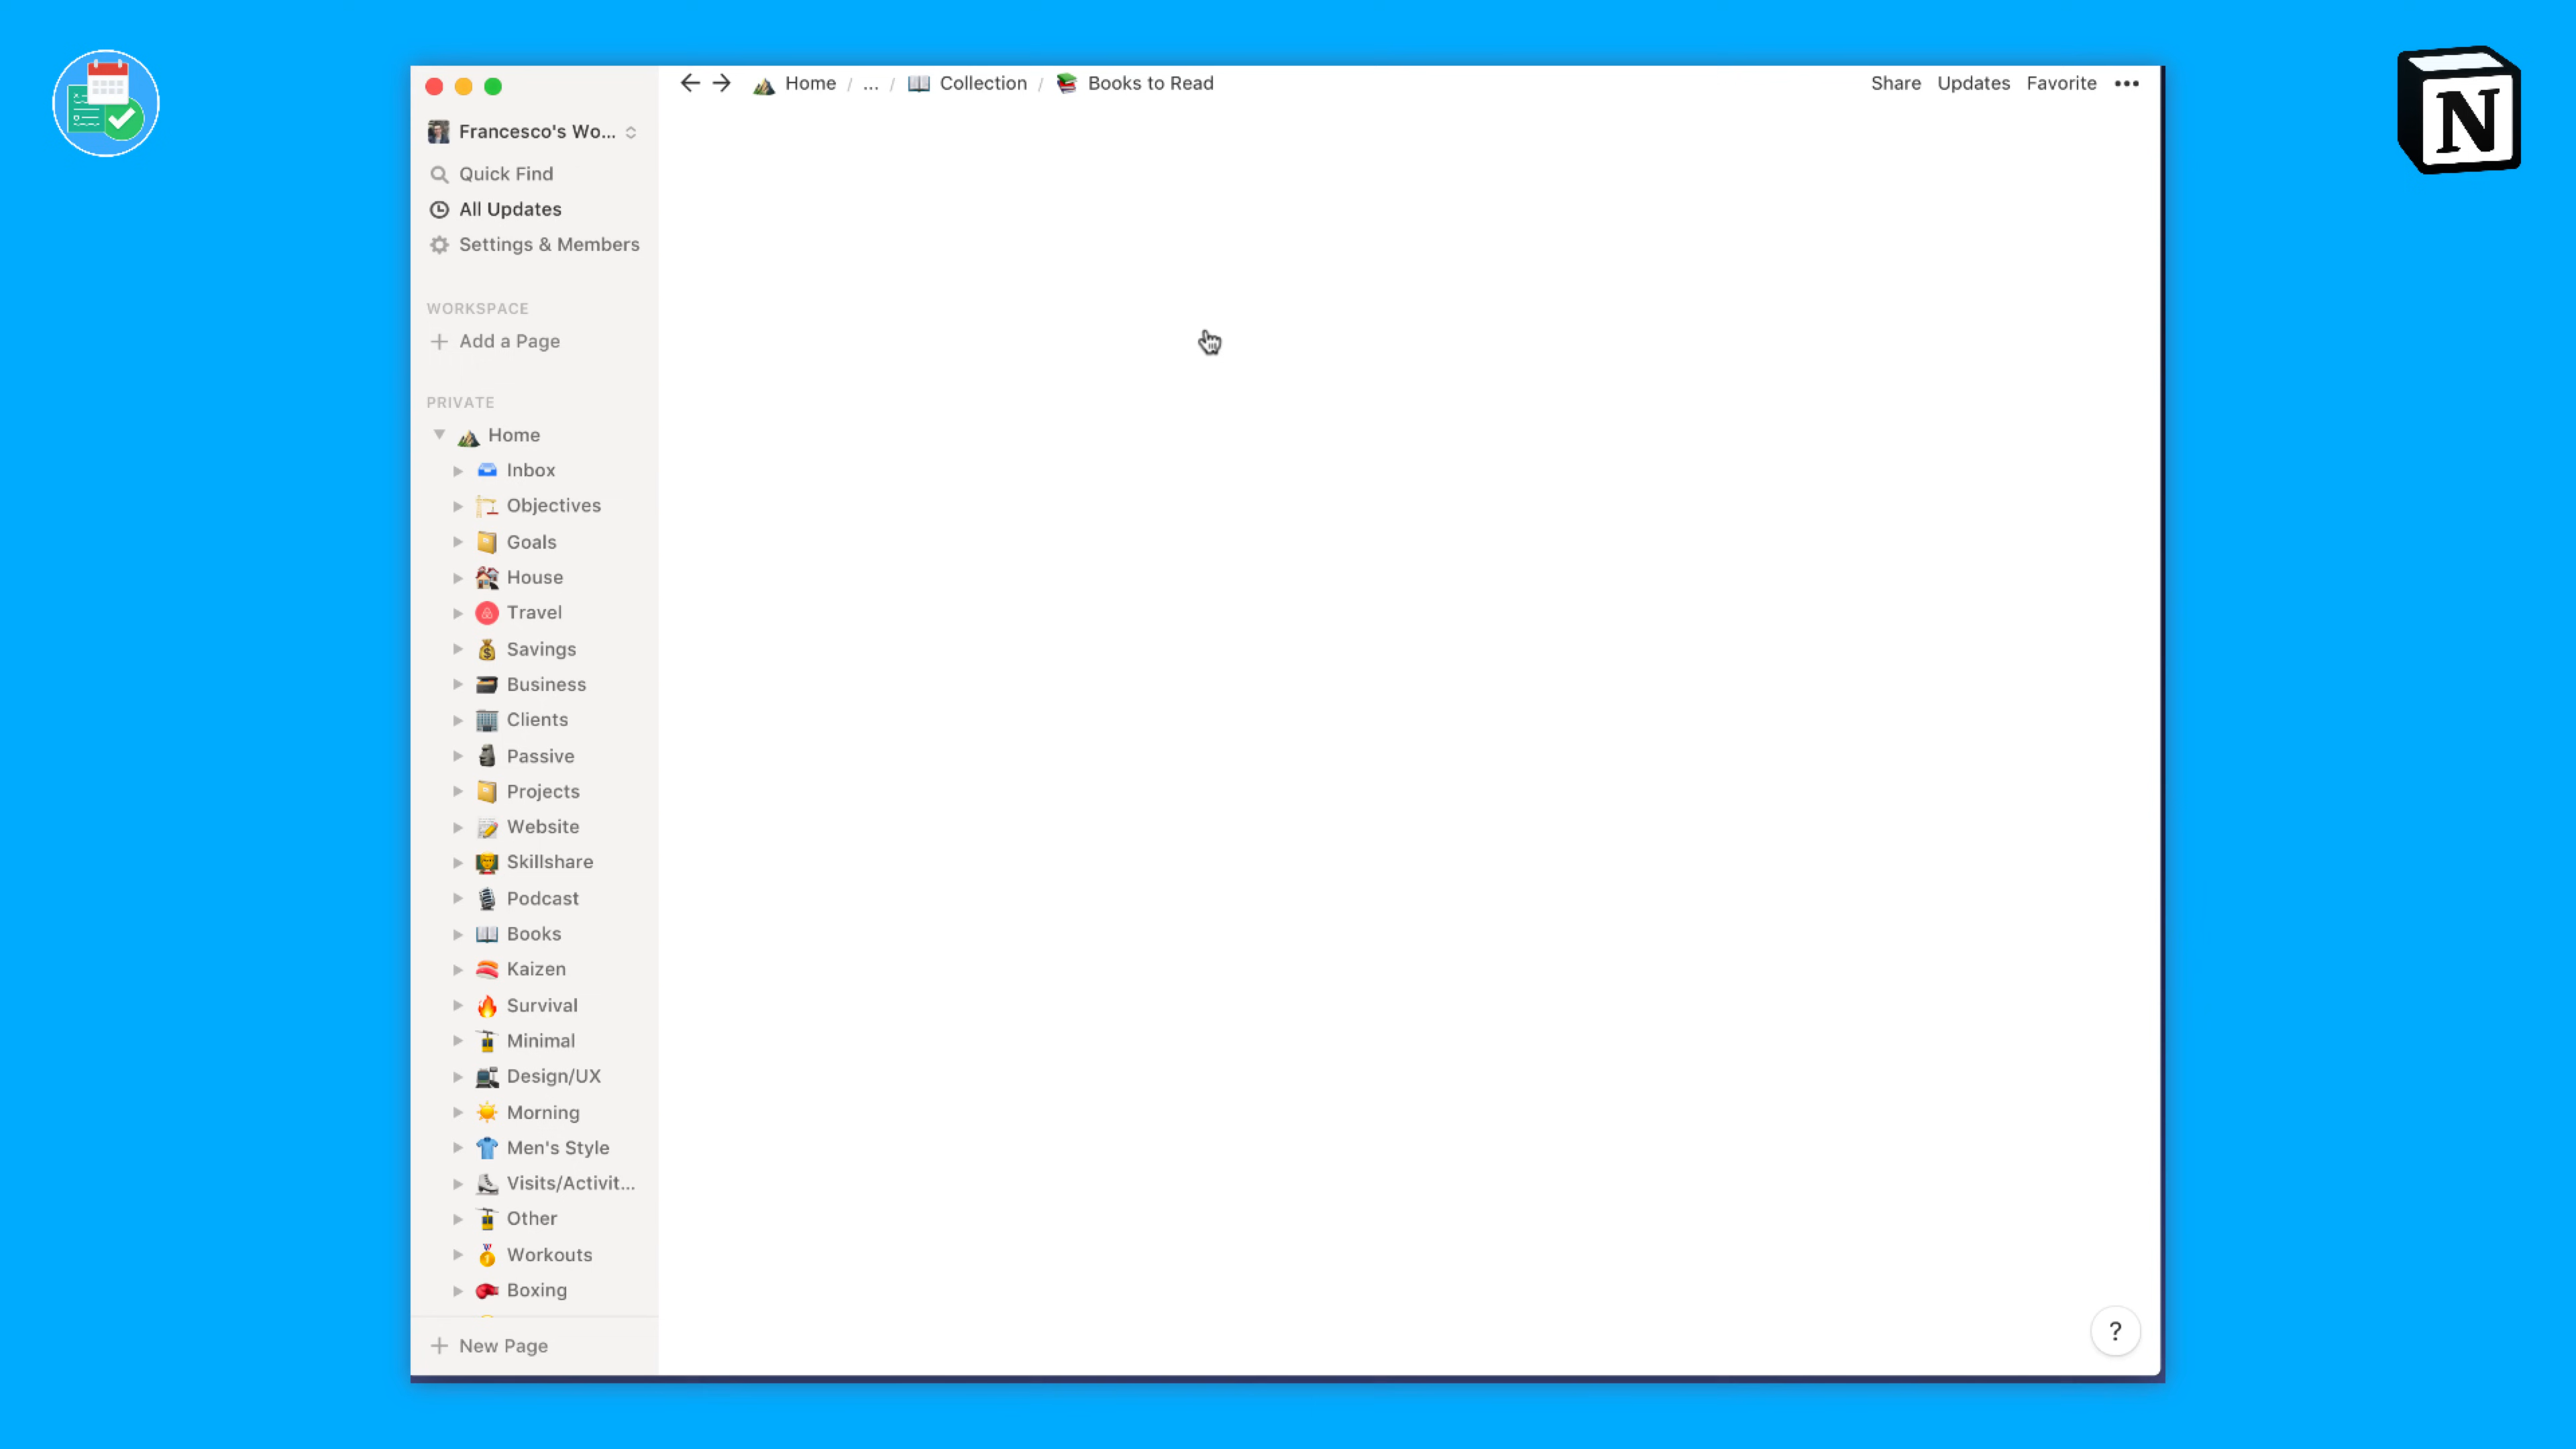 Home / ... / Collection / Books to Read
Share Updates Favorite •••
N
Francesco's Wo...
Quick Find
All Updates
Settings & Members
WORKSPACE
+ Add a Page
PRIVATE
Home
Inbox
Objectives
Goals
House
Travel
Savings
Business
Clients
Passive
Projects
Website
Skillshare
Podcast
Books
Kaizen
Survival
Minimal
Design/UX
Morning
Men's Style
Visits/Activit...
Other
Workouts
Boxing
+ New Page
?